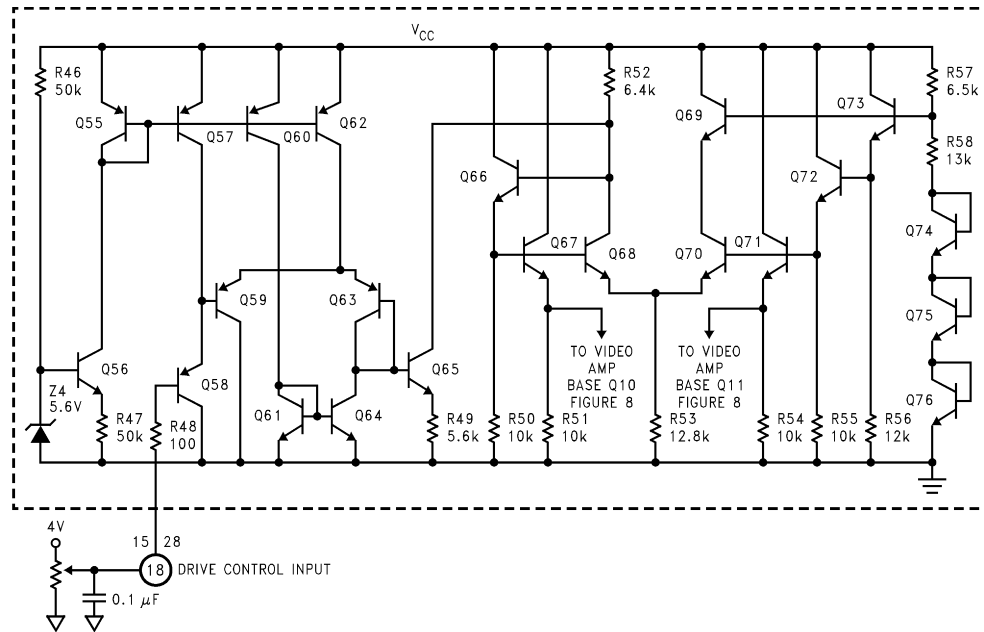 VCC
R46
50k
Q55
Q57
Q60
Q62
R52
6.4k
Q69
Q73
R57
6.5k
R58
13k
Q66
Q72
Q74
Q67
Q68
Q70
Q71
Q59
Q63
Q75
TO VIDEO
AMP
BASE Q10
FIGURE 8
TO VIDEO
AMP
BASE Q11
FIGURE 8
Q56
Q58
Q65
Q76
Z4
5.6V
R47
50k
R48
100
Q61
Q64
R49
5.6k
R50
10k
R51
10k
R53
12.8k
R54
10k
R55
10k
R56
12k
4V
15
28
18
DRIVE CONTROL INPUT
0.1 μF